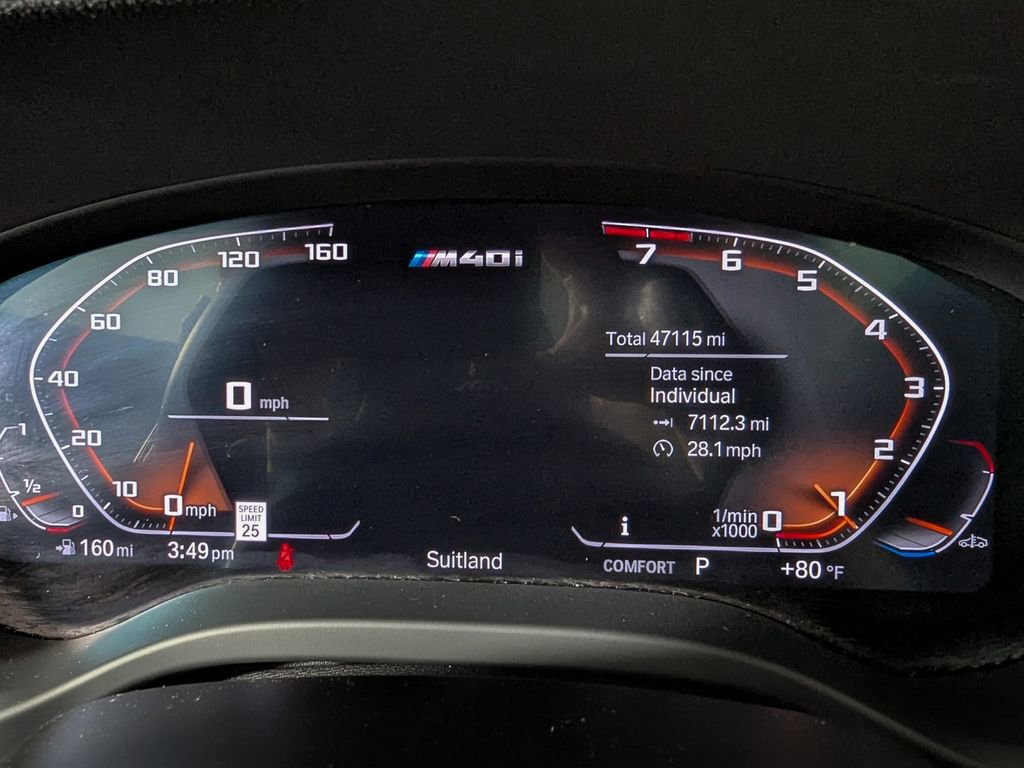 M40i
160
120
80
60
40
20
10
0 mph
0 mph
SPEED
LIMIT
25
1
1/2
0
160 mi
3:49 pm
Suitland
7
6
5
4
3
2
1
0
1/min
x1000
Total 47115 mi
Data since
Individual
7112.3 mi
28.1 mph
i
COMFORT P
+80 °F